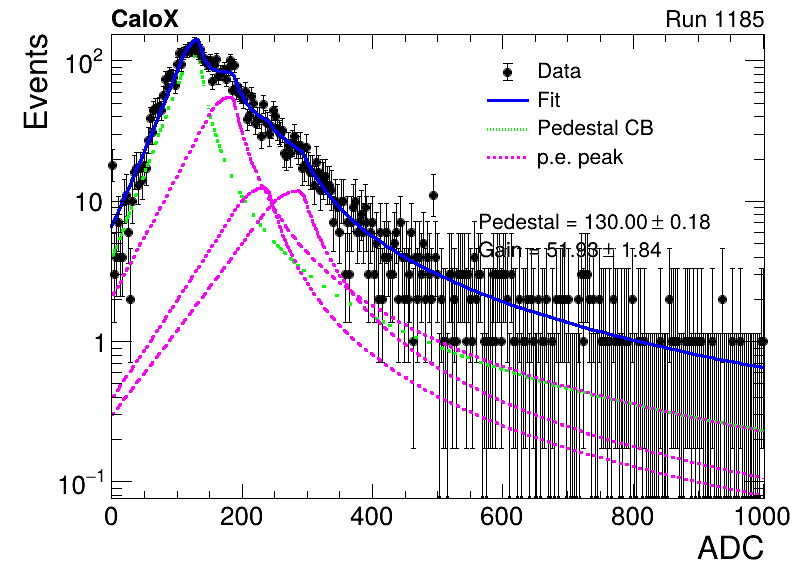 CaloX Run 1185
Events
Data
Fit
Pedestal CB
p.e. peak
Pedestal = 130.00 ± 0.18
Gain = 51.93 ± 1.84
10²
10
1
10⁻¹
0 200 400 600 800 1000
ADC